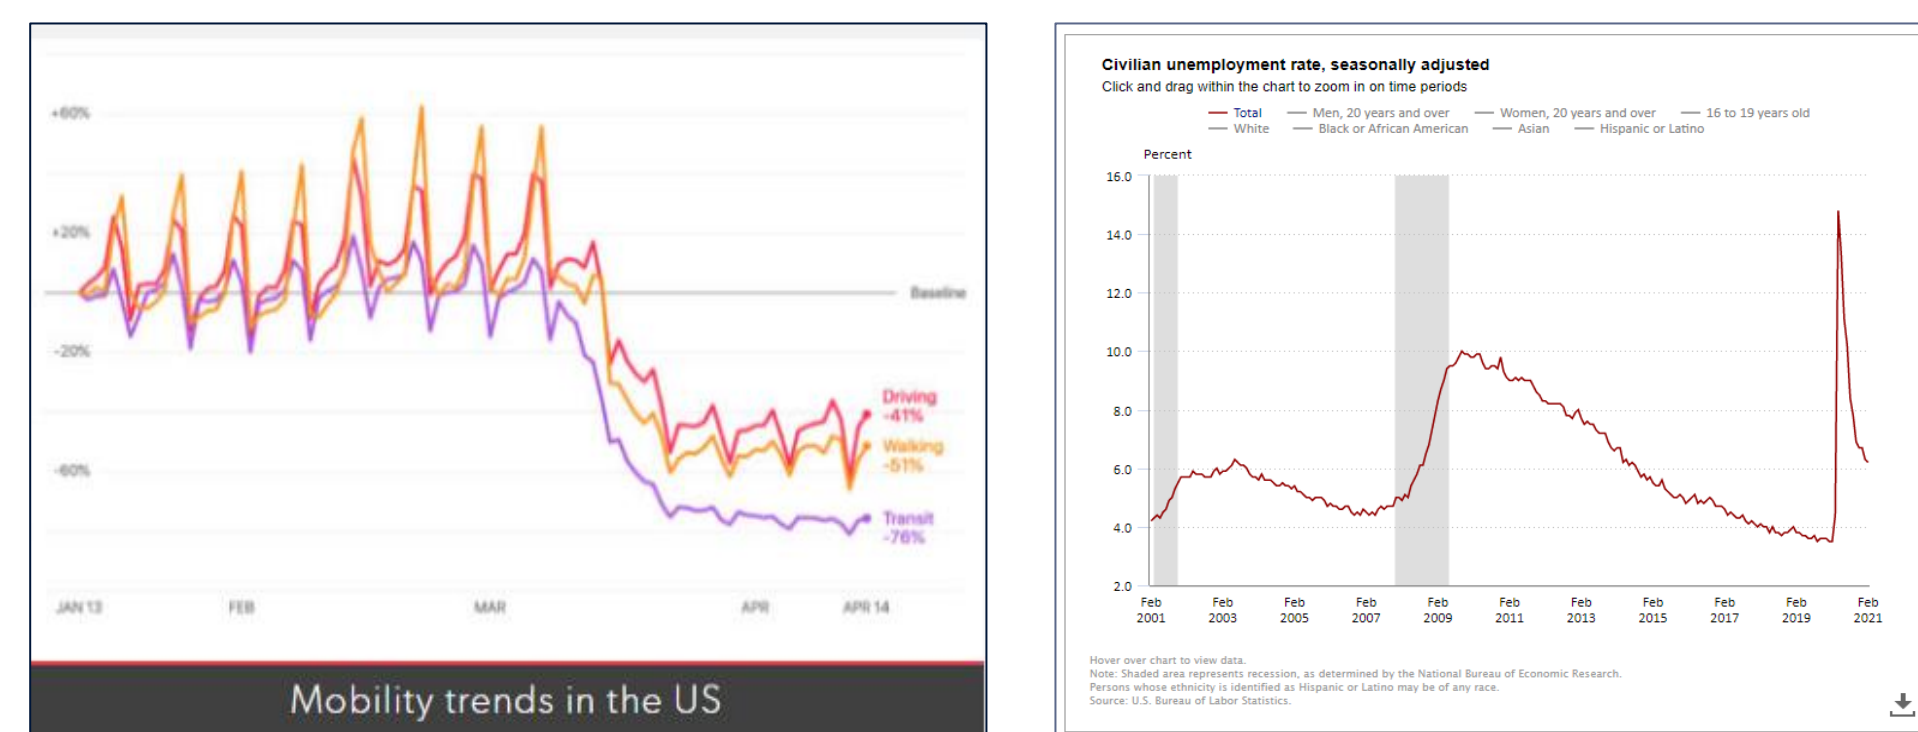 +60%
+20%
Baseline
-20%
Driving
-41%
Walking
-51%
-60%
Transit
-76%
JAN 13 FEB MAR APR APR 14
Mobility trends in the US
Civilian unemployment rate, seasonally adjusted
Click and drag within the chart to zoom in on time periods
Total Men, 20 years and over Women, 20 years and over 16 to 19 years old
White Black or African American Asian Hispanic or Latino
Percent
16.0
14.0
12.0
10.0
8.0
6.0
4.0
2.0
Feb Feb Feb Feb Feb Feb Feb Feb Feb Feb Feb
2001 2003 2005 2007 2009 2011 2013 2015 2017 2019 2021
Hover over chart to view data.
Note: Shaded area represents recession, as determined by the National Bureau of Economic Research.
Persons whose ethnicity is identified as Hispanic or Latino may be of any race.
Source: U.S. Bureau of Labor Statistics.